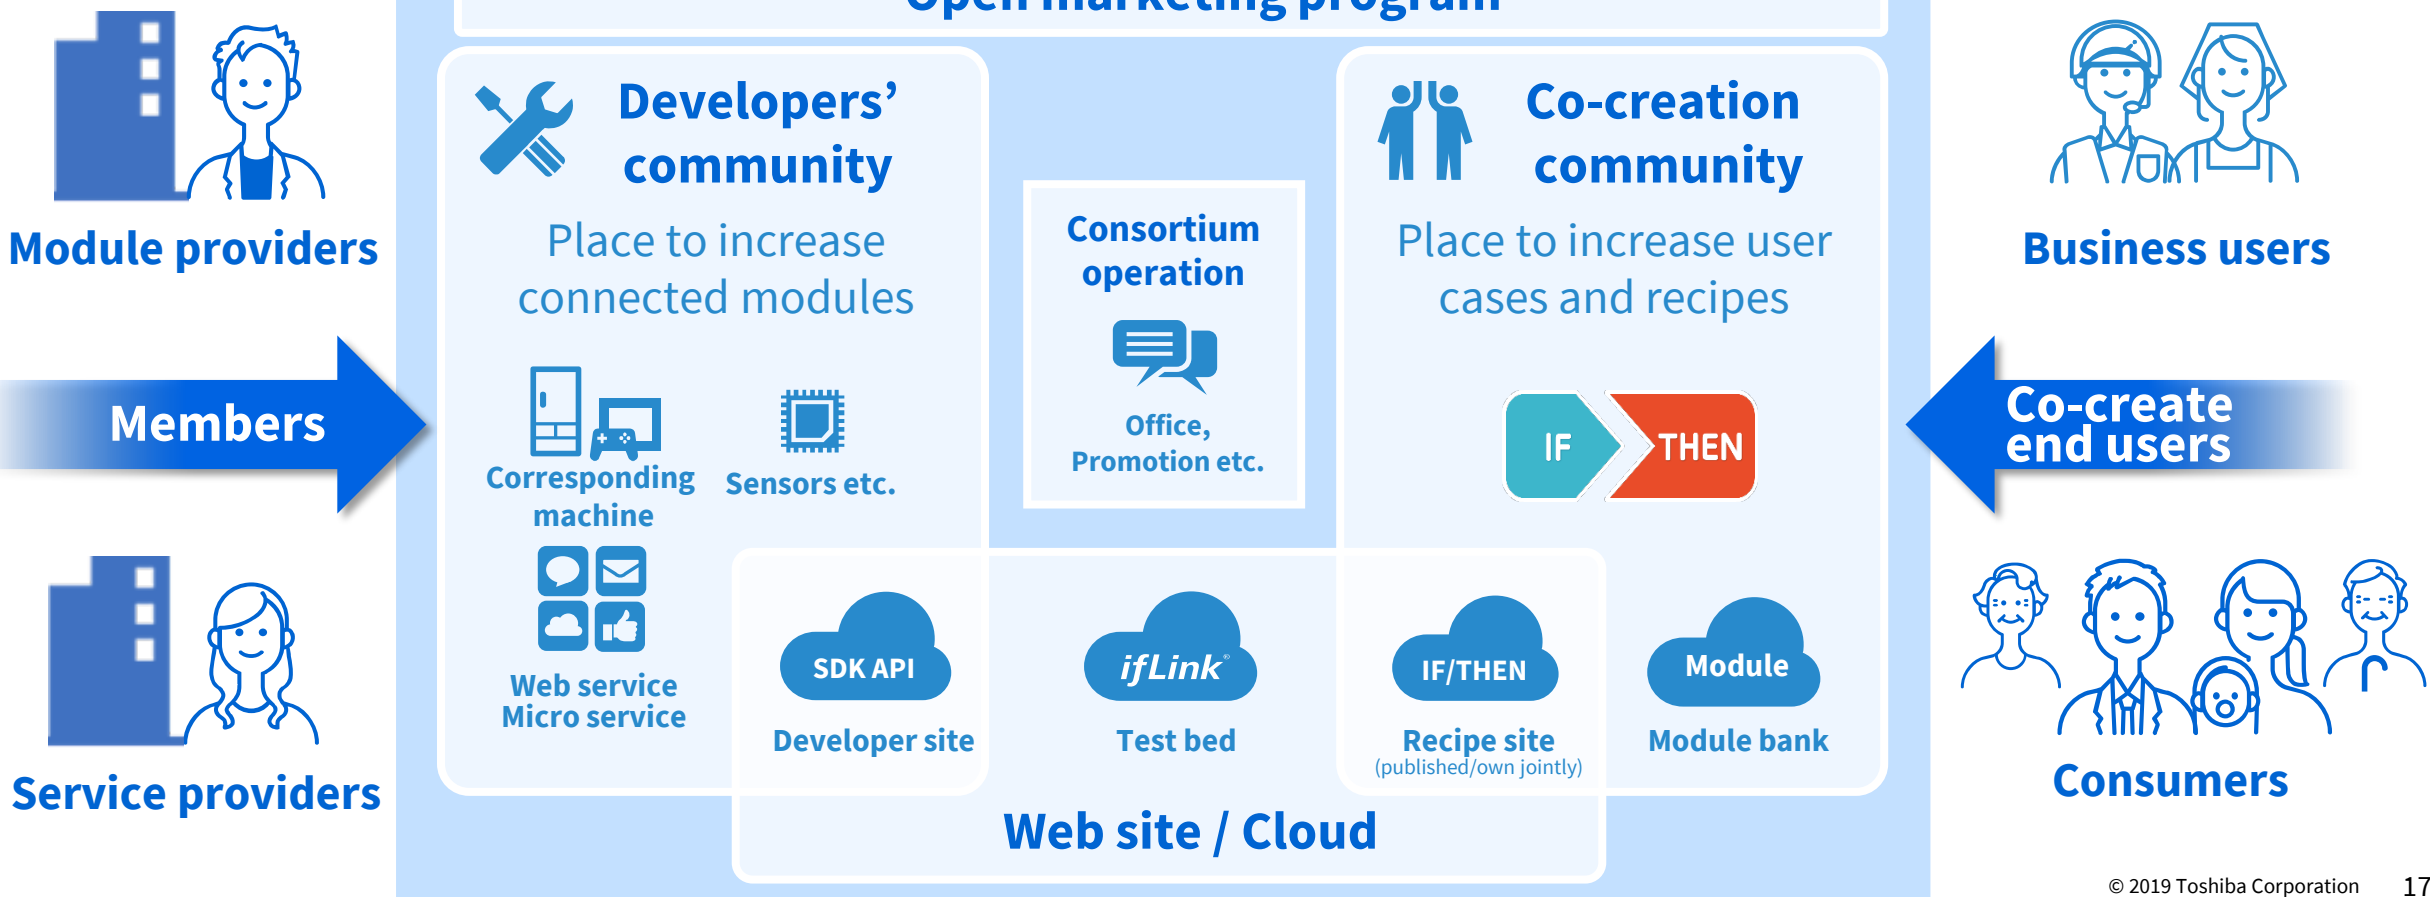 Open marketing program
Module providers
Members
Service providers
Developers’
community
Place to increase
connected modules
Corresponding
machine
Sensors etc.
Web service
Micro service
Consortium
operation
Office,
Promotion etc.
Co-creation
community
Place to increase user
cases and recipes
IF
THEN
SDK API
Developer site
ifLink®
Test bed
IF/THEN
Recipe site
(published/own jointly)
Module
Module bank
Web site / Cloud
Business users
Co-create
end users
Consumers
© 2019 Toshiba Corporation 17